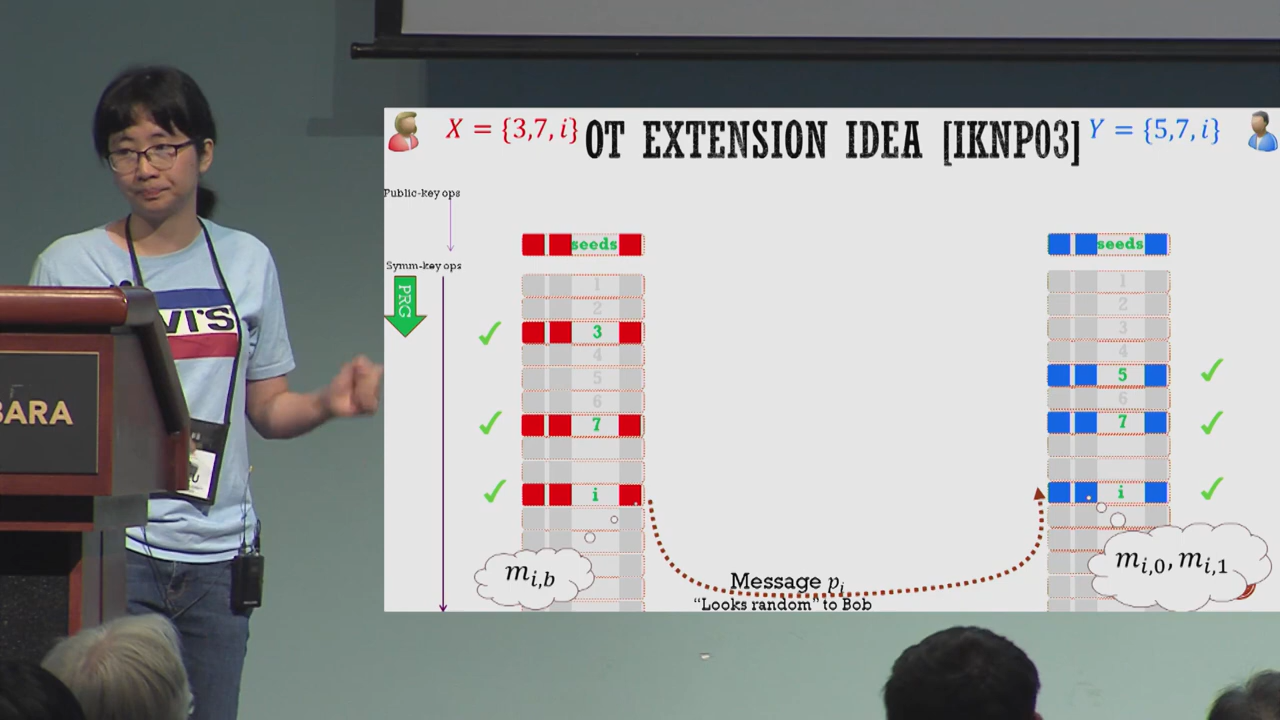 X = {3,7,i}
OT EXTENSION IDEA [IKNP03]
Y = {5,7,i}
Public-key ops
seeds
seeds
Symm-key ops
PRG
1
2
3
4
5
6
7
i
1
2
3
4
5
6
7
i
m_{i,b}
m_{i,0}, m_{i,1}
Message p_i
"Looks random" to Bob
VI'S
BARA